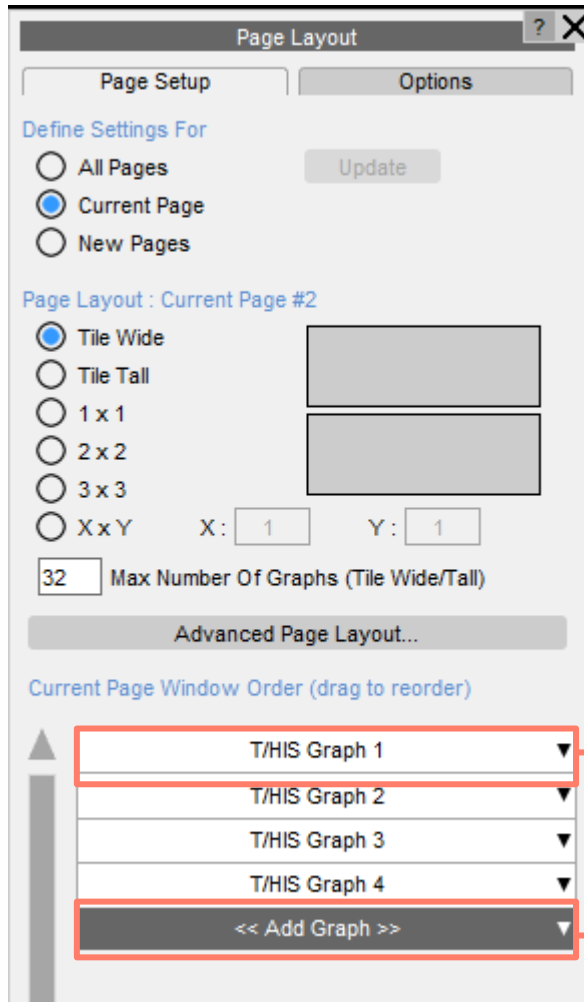 Page Layout ?
Page Setup Options
Define Settings For
All Pages Update
Current Page
New Pages
Page Layout : Current Page #2
Tile Wide
Tile Tall
1 x 1
2 x 2
3 x 3
X x Y X : 1 Y : 1
32 Max Number Of Graphs (Tile Wide/Tall)
Advanced Page Layout...
Current Page Window Order (drag to reorder)
T/HIS Graph 1
T/HIS Graph 2
T/HIS Graph 3
T/HIS Graph 4
<< Add Graph >>